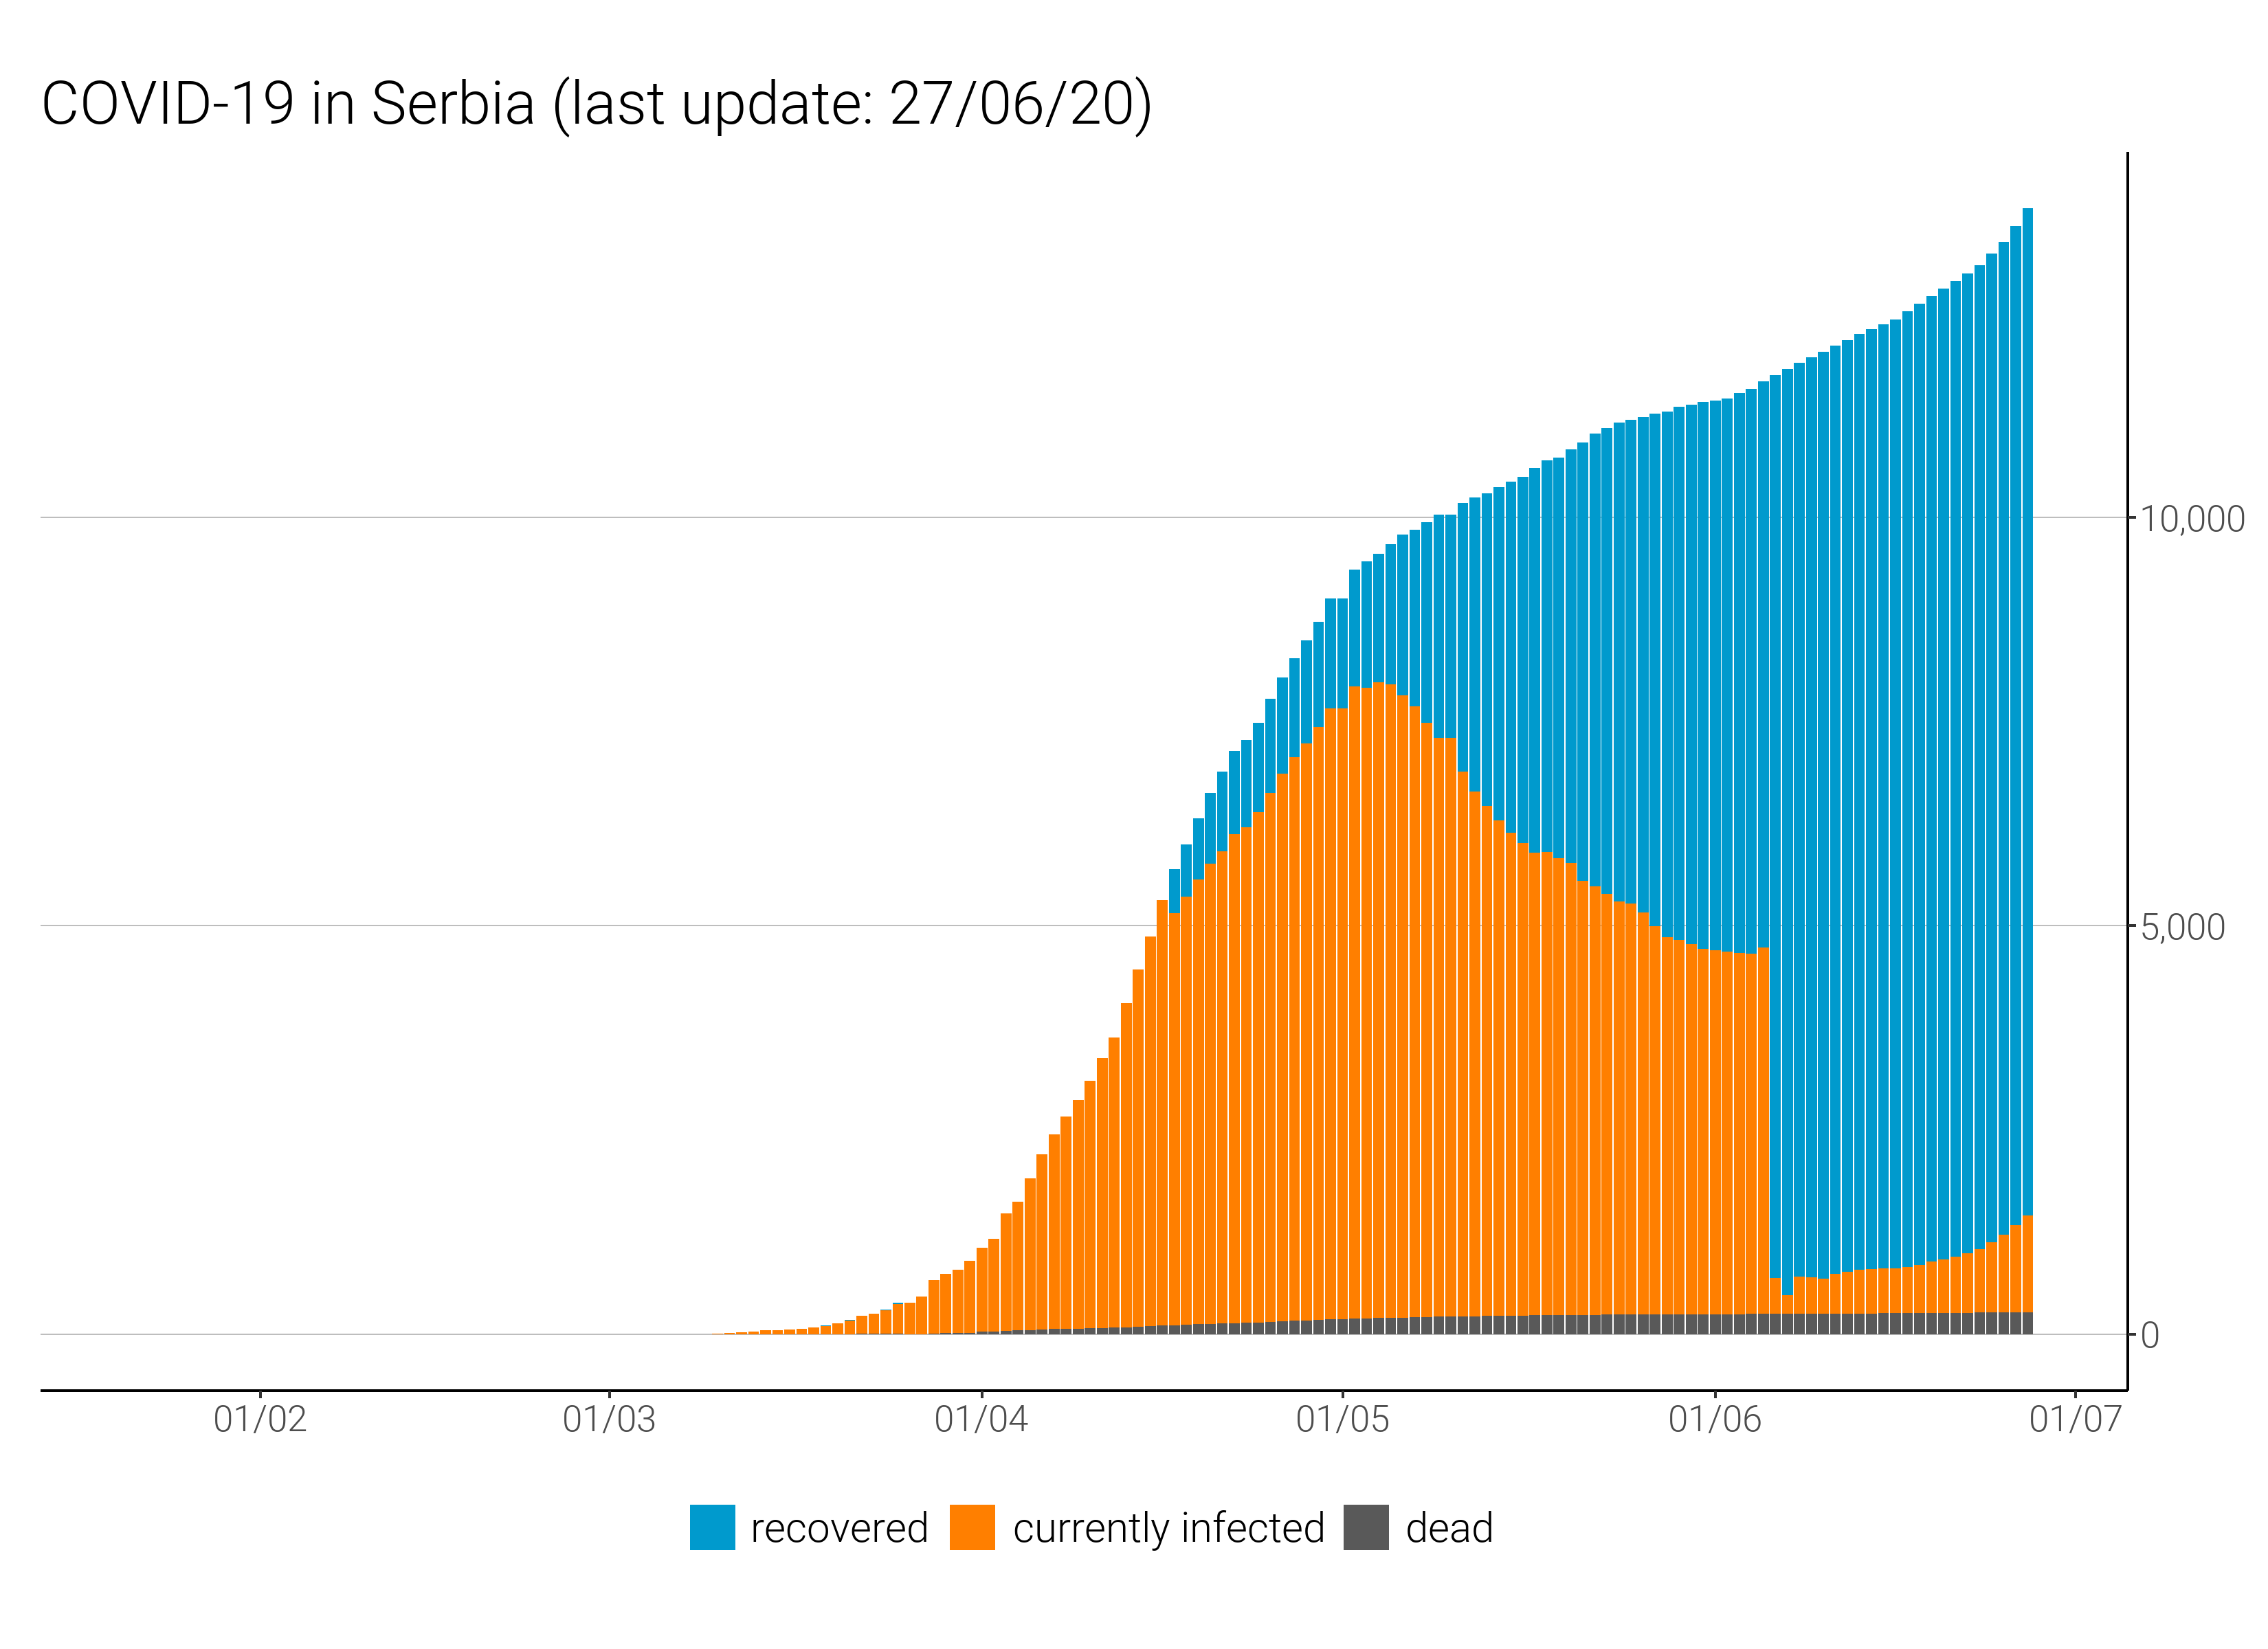 COVID-19 in Serbia (last update: 27/06/20)
10,000
5,000
0
01/02 01/03 01/04 01/05 01/06 01/07
recovered currently infected dead